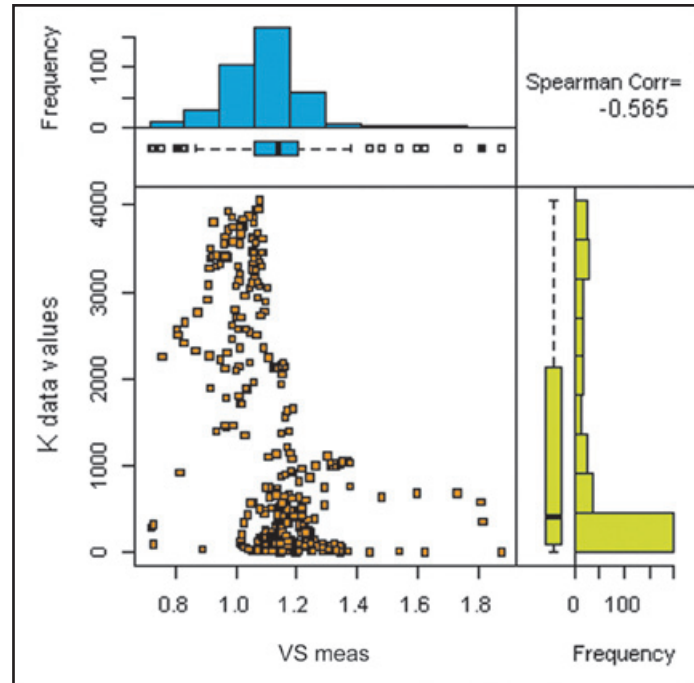 Frequency
0 100
Spearman Corr=
-0.565
K data values
0 1000 2000 3000 4000
0.8 1.0 1.2 1.4 1.6 1.8
VS meas
0 100
Frequency